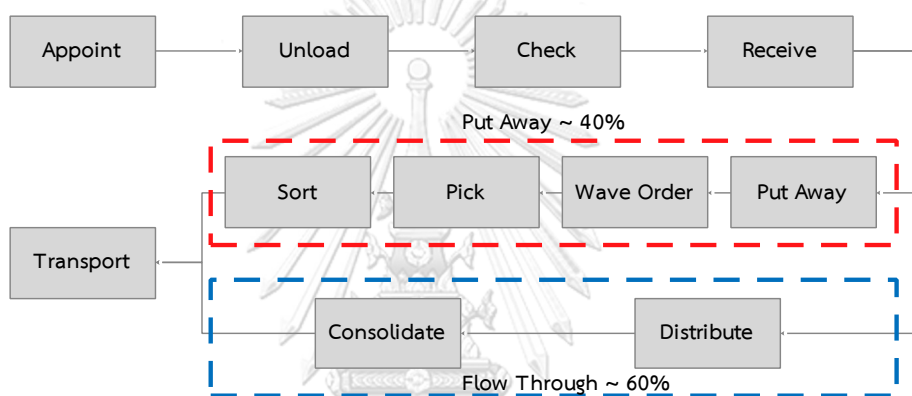 Appoint
Unload
Check
Receive
Put Away ~ 40%
Sort
Pick
Wave Order
Put Away
Transport
Consolidate
Distribute
Flow Through ~ 60%